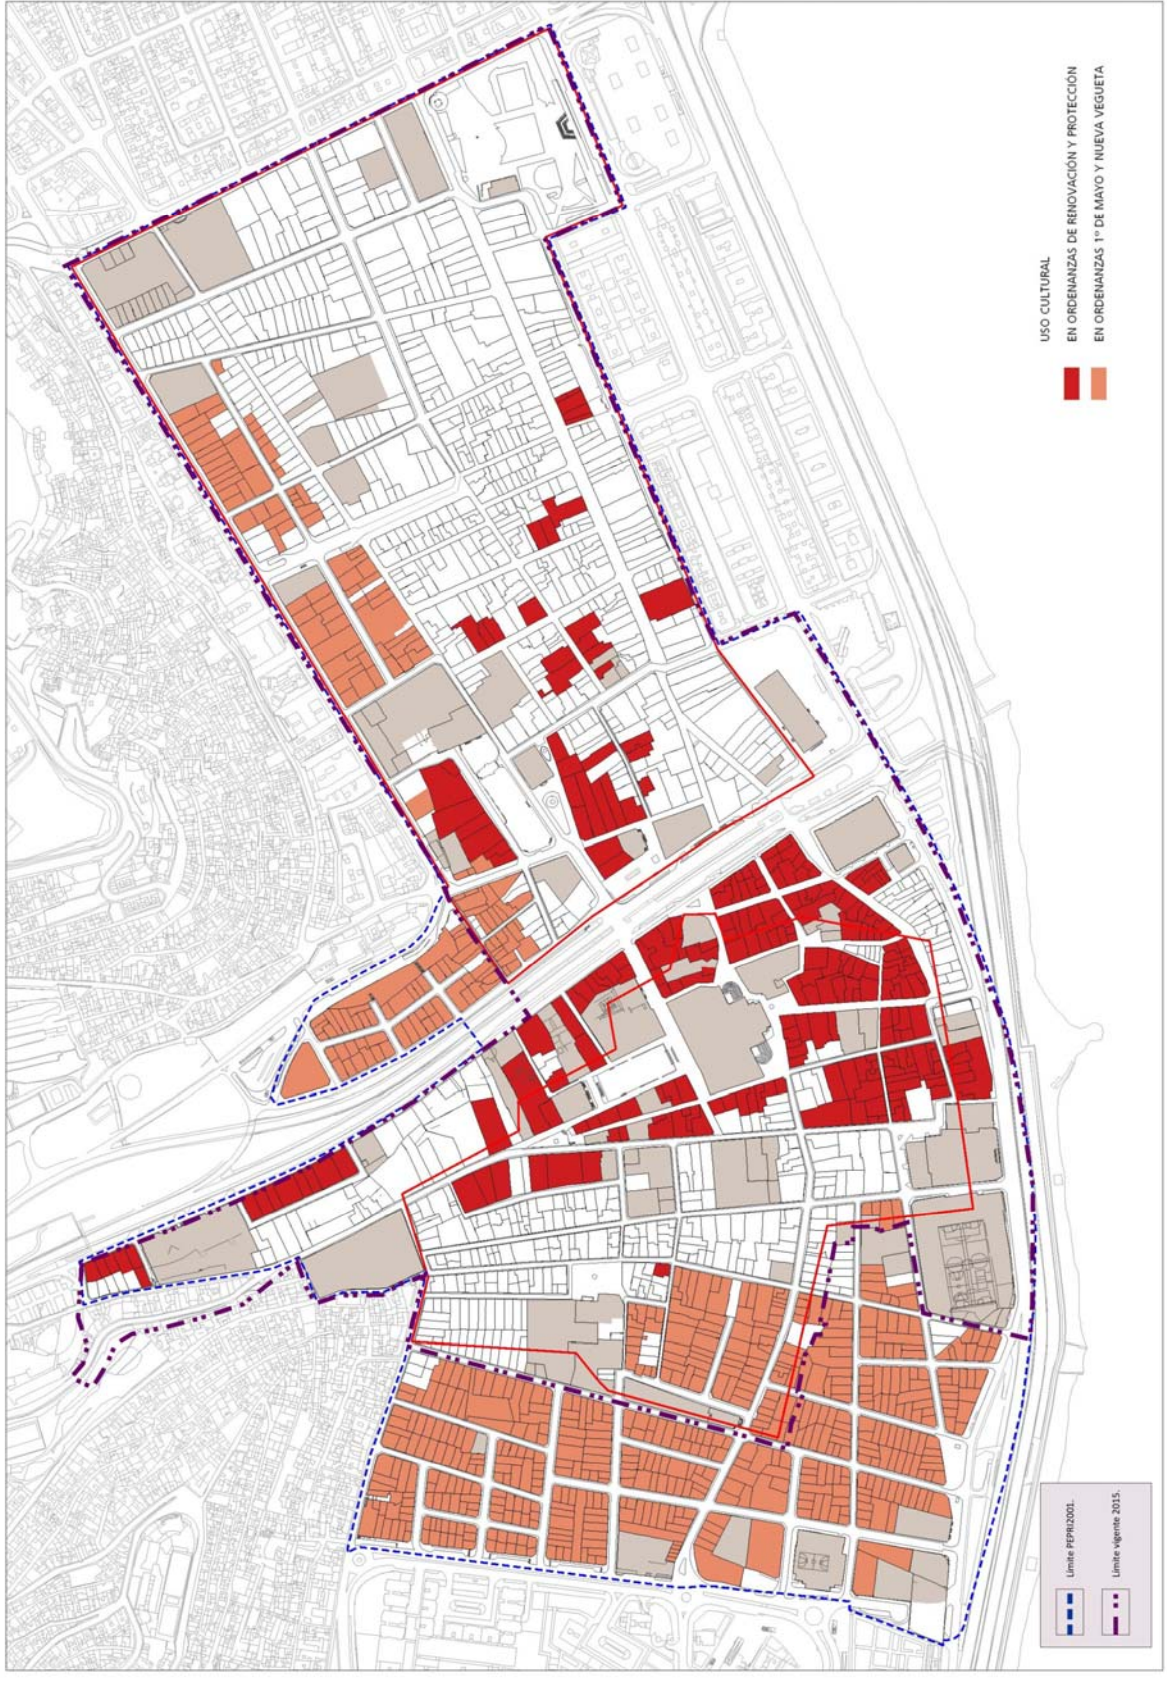 USO CULTURAL
EN ORDENANZAS DE RENOVACIÓN Y PROTECCIÓN
EN ORDENANZAS 1º DE MAYO Y NUEVA VEGUETA
Límite PEPRI2001.
Límite vigente 2015.